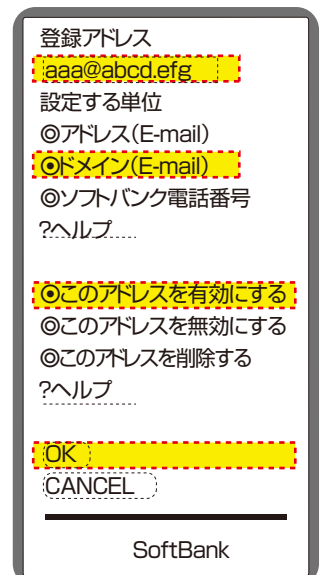 登録アドレス
aaa@abcd.efg
設定する単位
◎アドレス(E-mail)
◉ドメイン(E-mail)
◎ソフトバンク電話番号
?ヘルプ
◉このアドレスを有効にする
◎このアドレスを無効にする
◎このアドレスを削除する
?ヘルプ
OK
CANCEL
SoftBank